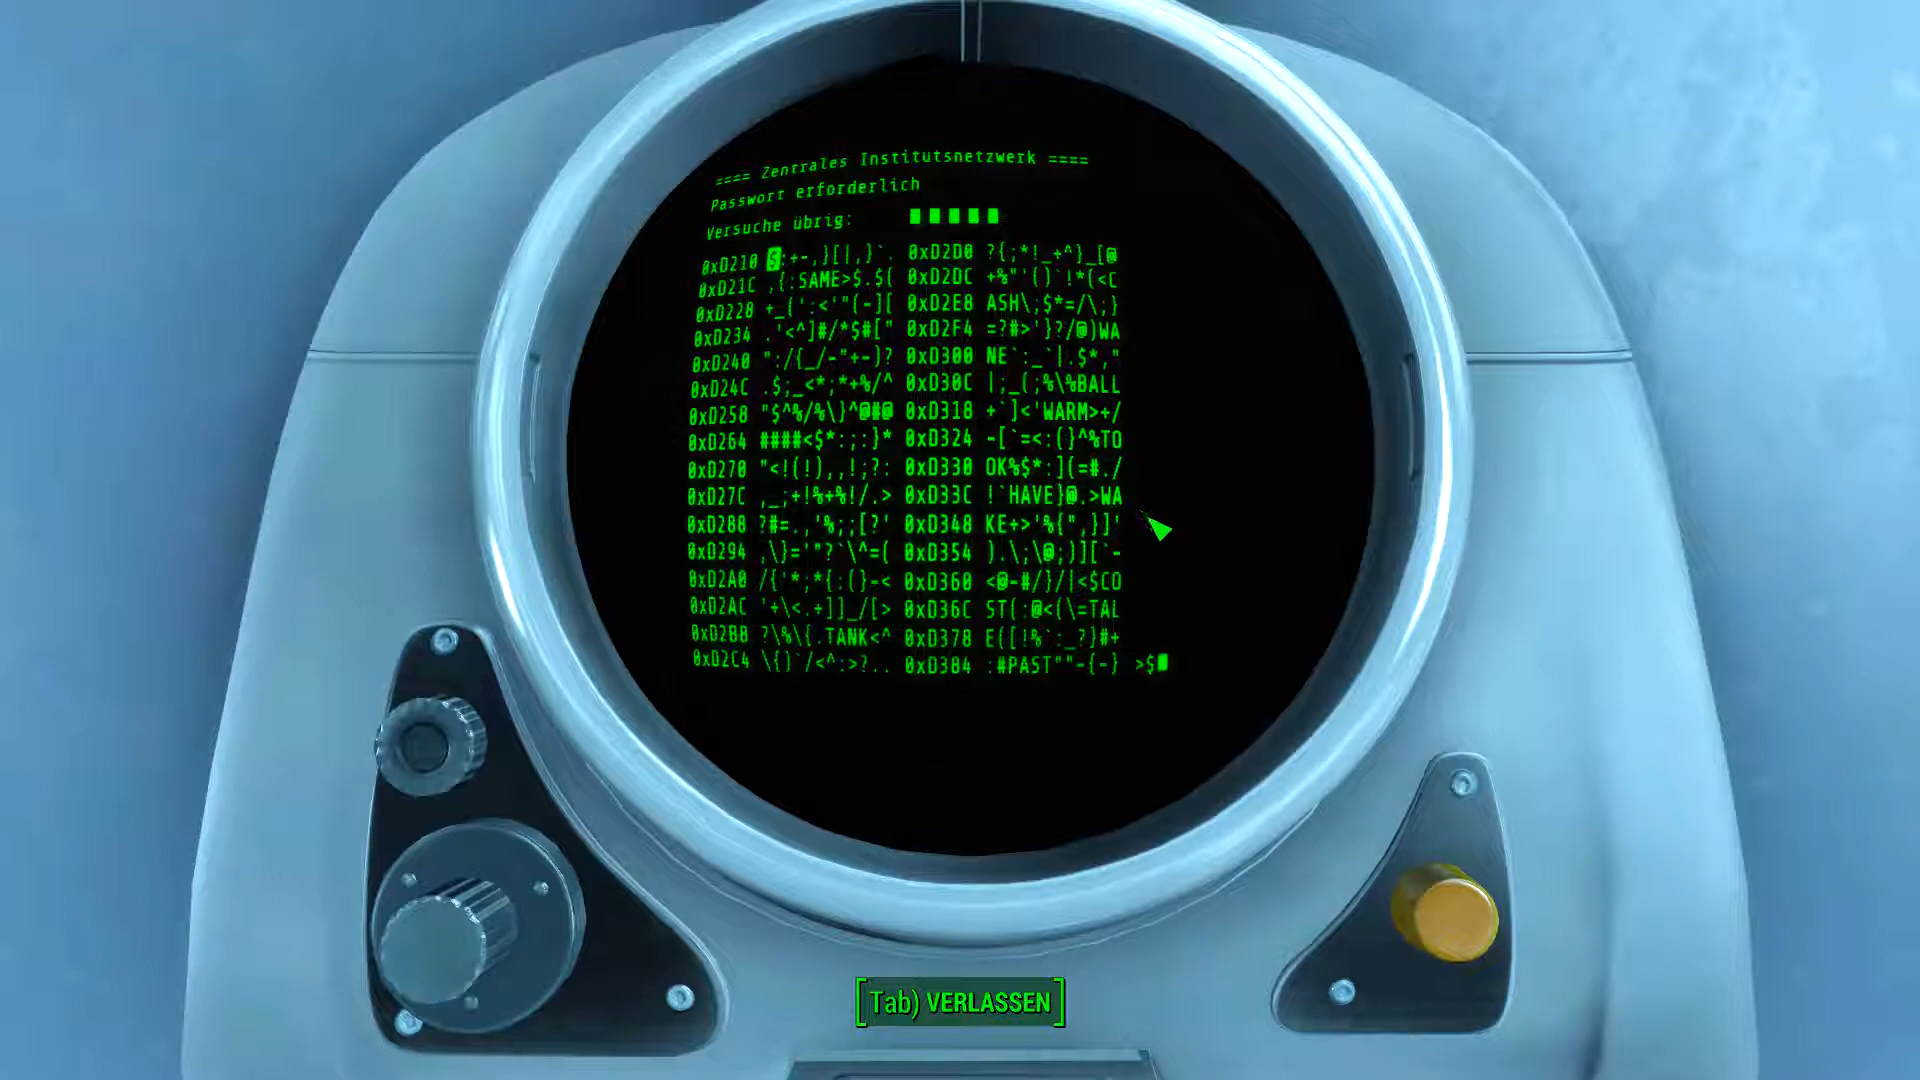 ==== Zentrales Institutsnetzwerk ====
Passwort erforderlich
Versuche übrig: ■ ■ ■ ■ ■
0xD210 $;+-,}[|,}`. 0xD2D0 ?{;*!_+^}_[@
0xD21C ,{:SAME>$.$( 0xD2DC +%"'()`!*(<C
0xD228 +_(':<'"(-][ 0xD2E8 ASH\;$*=/\;}
0xD234 .'<^]#/*$#[" 0xD2F4 =?#>'}?/@)WA
0xD240 ":/{_/-"+-)? 0xD300 NE`:_`|.$*,"
0xD24C .$;_<*;*+%/^ 0xD30C |;_(;%\%BALL
0xD258 "$^%/%\}^@#@ 0xD318 +`]<'WARM>+/
0xD264 ####<$*:;:}* 0xD324 -[`=<:(}^%TO
0xD270 "<!(!),,!;?: 0xD330 OK%$*:](=#./
0xD27C ,_;+!%+%!/.> 0xD33C !`HAVE}@.>WA
0xD288 ?#=.,'%;;[?' 0xD348 KE+>'%{",}]'
0xD294 ,\}='"?`\^=( 0xD354 ).\;\@;)][`-
0xD2A0 /{'*;*{:(}-< 0xD360 <@-#/}/|<$CO
0xD2AC '+\<.+]]_/[> 0xD36C ST(:@<(\=TAL
0xD2B8 ?\%\{.TANK<^ 0xD378 E([!%`:_?}#+
0xD2C4 \{)`/<^:>?.. 0xD384 :#PAST""-{-} >$■
[Tab) VERLASSEN]